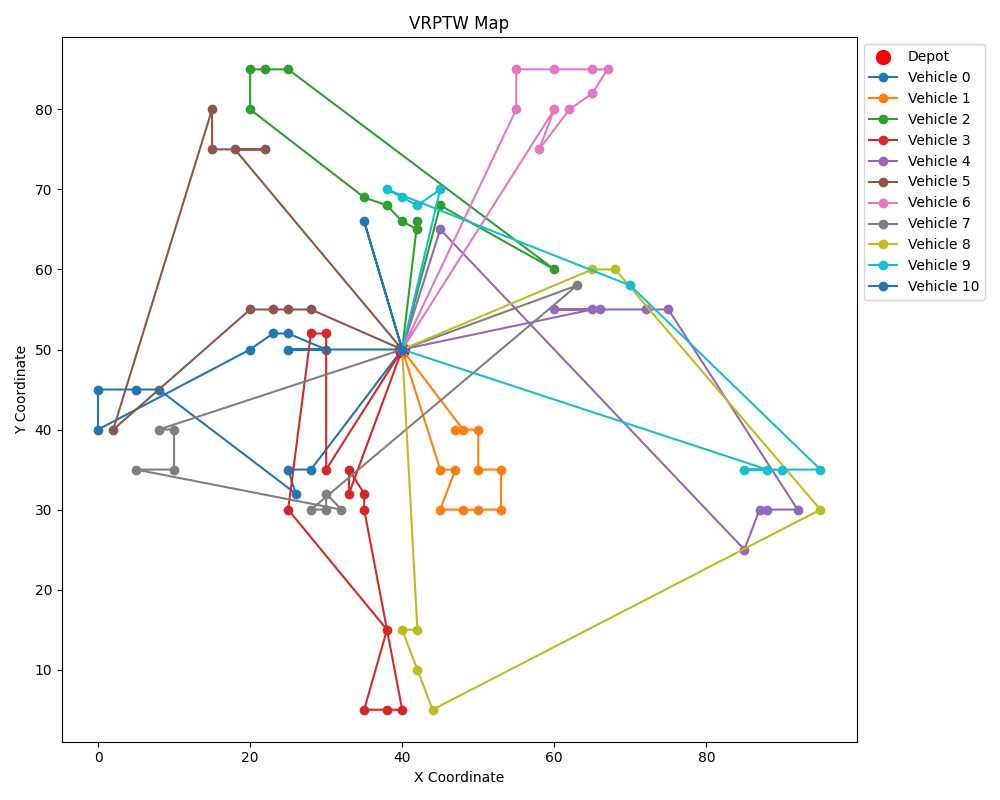 VRPTW Map
Depot
Vehicle 0
Vehicle 1
Vehicle 2
Vehicle 3
Vehicle 4
Vehicle 5
Vehicle 6
Vehicle 7
Vehicle 8
Vehicle 9
Vehicle 10
Y Coordinate
80
70
60
50
40
30
20
10
0 20 40 60 80
X Coordinate